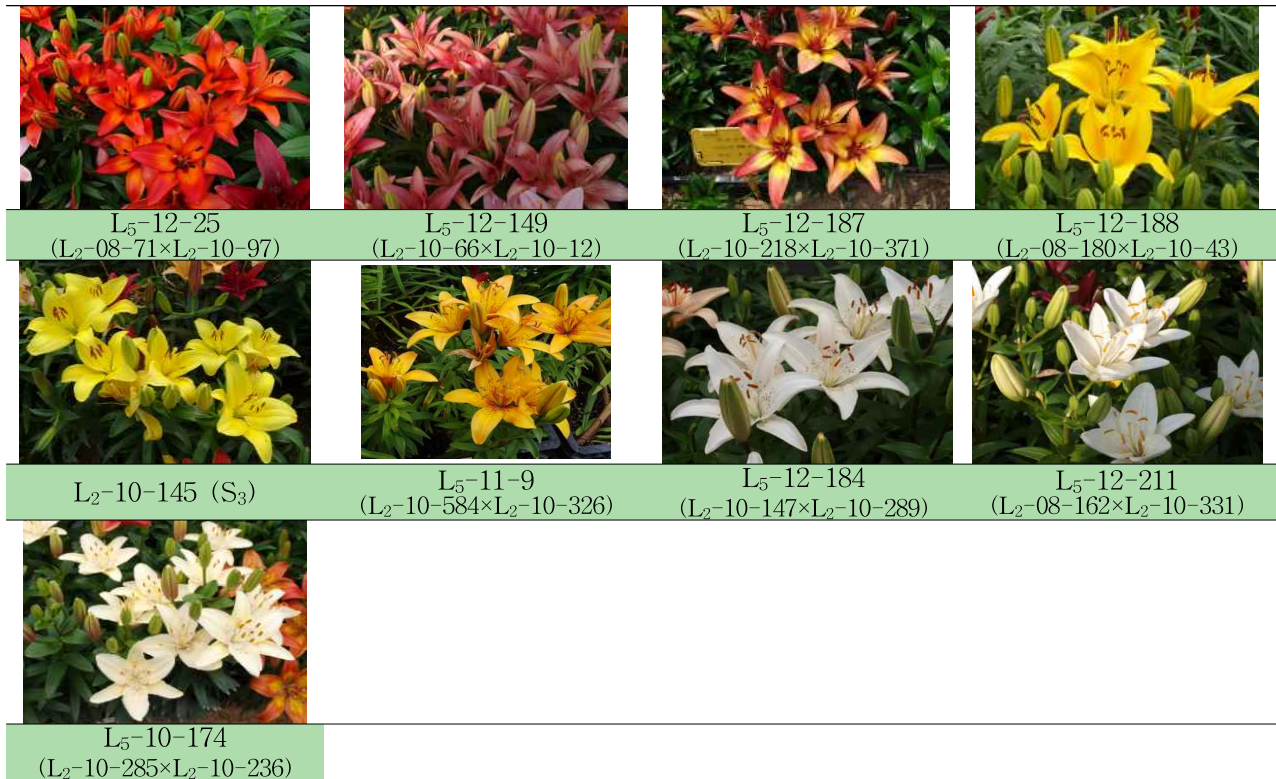 L₅-12-25
(L₂-08-71×L₂-10-97)
L₅-12-149
(L₂-10-66×L₂-10-12)
L₅-12-187
(L₂-10-218×L₂-10-371)
L₅-12-188
(L₂-08-180×L₂-10-43)
L₂-10-145 (S₃)
L₅-11-9
(L₂-10-584×L₂-10-326)
L₅-12-184
(L₂-10-147×L₂-10-289)
L₅-12-211
(L₂-08-162×L₂-10-331)
L₅-10-174
(L₂-10-285×L₂-10-236)